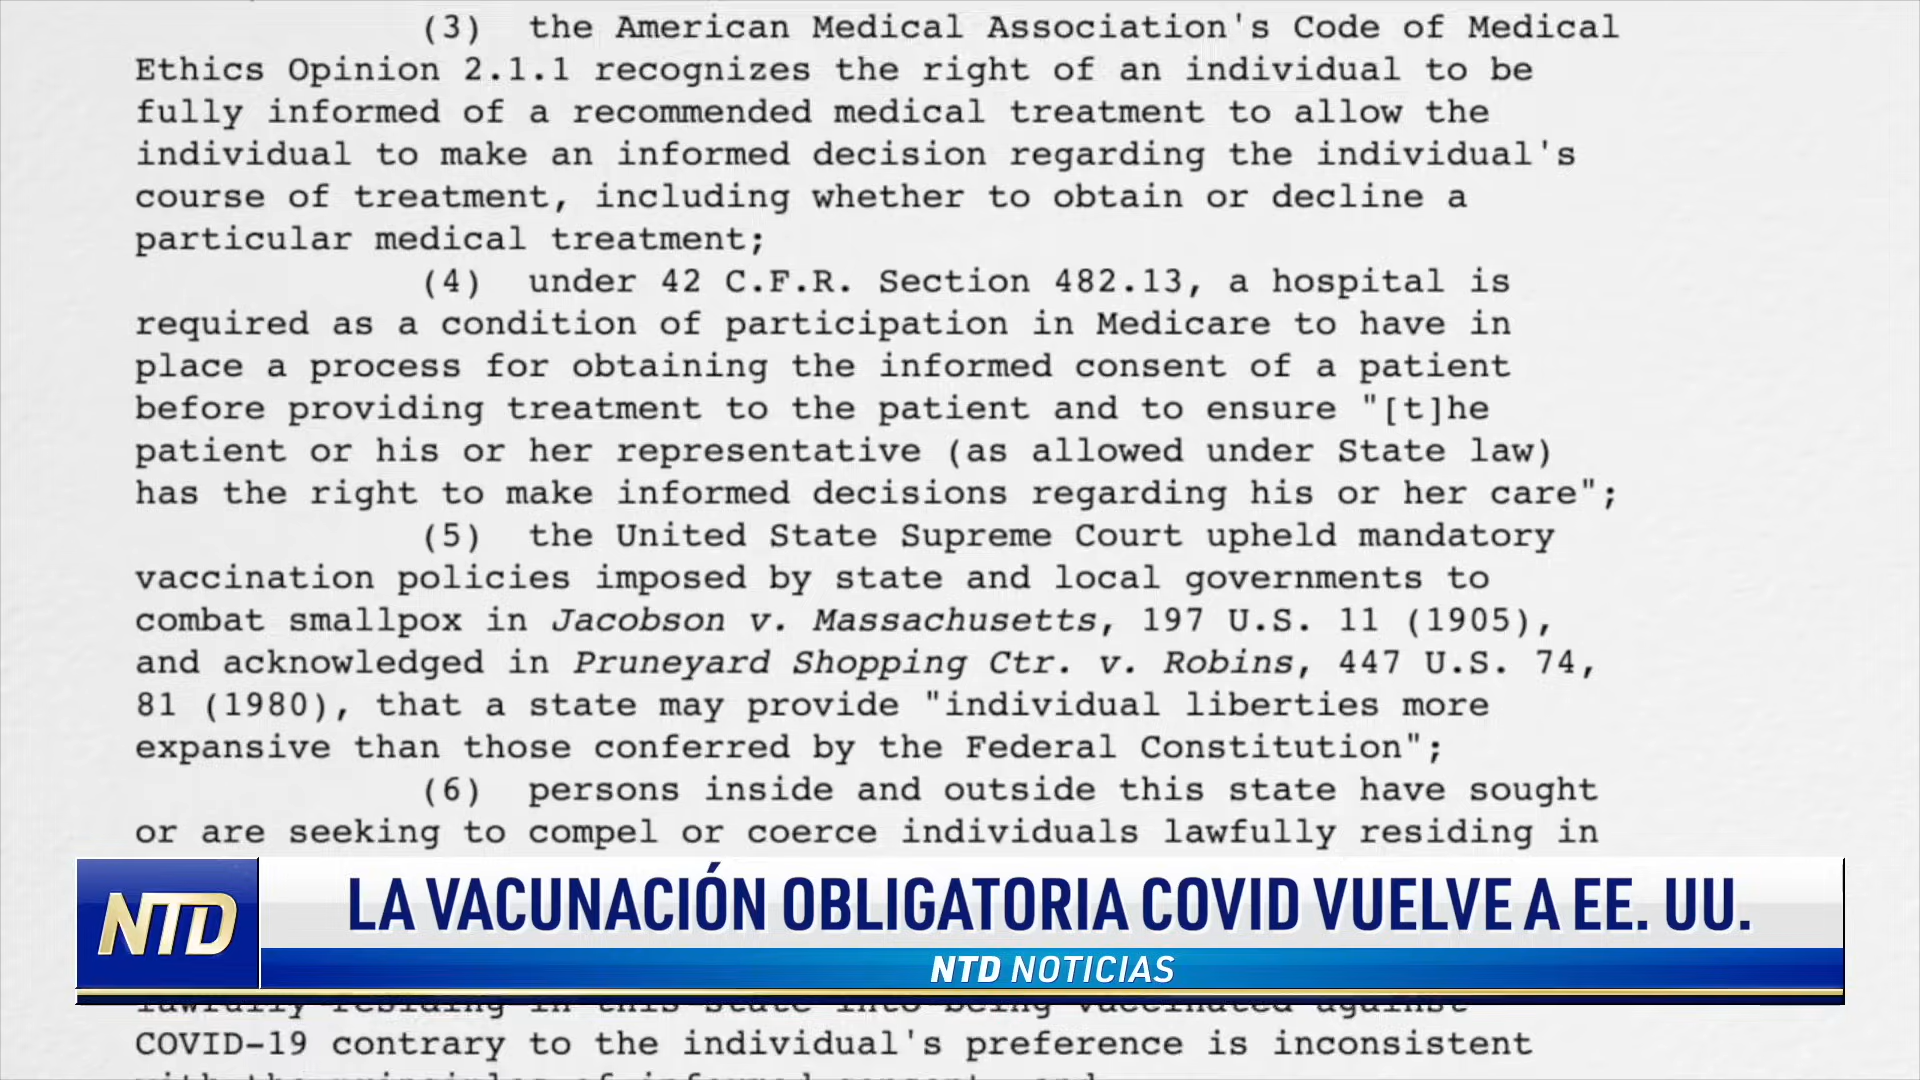 (3) the American Medical Association's Code of Medical
Ethics Opinion 2.1.1 recognizes the right of an individual to be
fully informed of a recommended medical treatment to allow the
individual to make an informed decision regarding the individual's
course of treatment, including whether to obtain or decline a
particular medical treatment;
(4) under 42 C.F.R. Section 482.13, a hospital is
required as a condition of participation in Medicare to have in
place a process for obtaining the informed consent of a patient
before providing treatment to the patient and to ensure "[t]he
patient or his or her representative (as allowed under State law)
has the right to make informed decisions regarding his or her care";
(5) the United State Supreme Court upheld mandatory
vaccination policies imposed by state and local governments to
combat smallpox in Jacobson v. Massachusetts, 197 U.S. 11 (1905),
and acknowledged in Pruneyard Shopping Ctr. v. Robins, 447 U.S. 74,
81 (1980), that a state may provide "individual liberties more
expansive than those conferred by the Federal Constitution";
(6) persons inside and outside this state have sought
or are seeking to compel or coerce individuals lawfully residing in
NTD
LA VACUNACIÓN OBLIGATORIA COVID VUELVE A EE. UU.
NTD NOTICIAS
lawfully residing in this state into being vaccinated against
COVID-19 contrary to the individual's preference is inconsistent